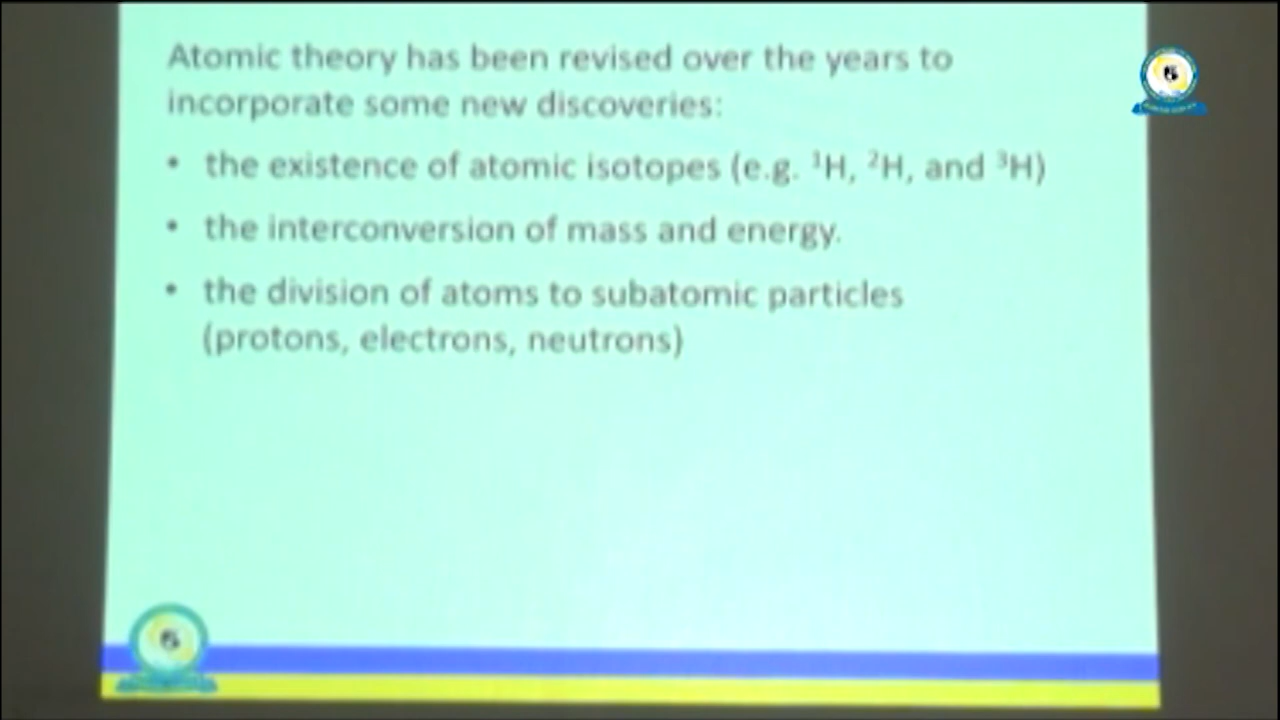 Atomic theory has been revised over the years to
incorporate some new discoveries:
• the existence of atomic isotopes (e.g. ¹H, ²H, and ³H)
• the interconversion of mass and energy.
• the division of atoms to subatomic particles
(protons, electrons, neutrons)